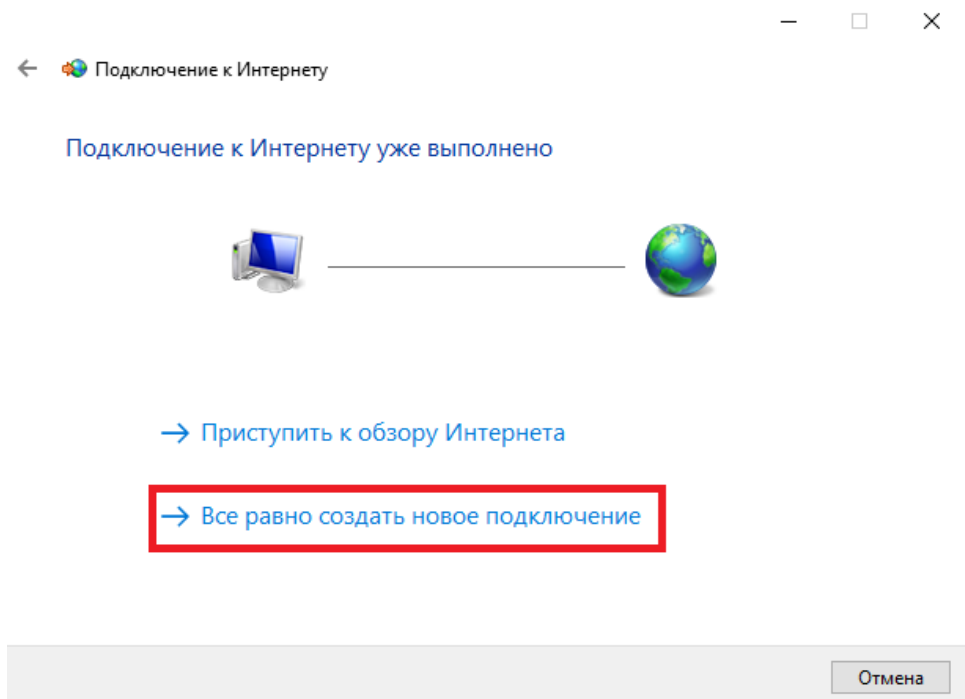 Подключение к Интернету
Подключение к Интернету уже выполнено
Приступить к обзору Интернета
Все равно создать новое подключение
Отмена